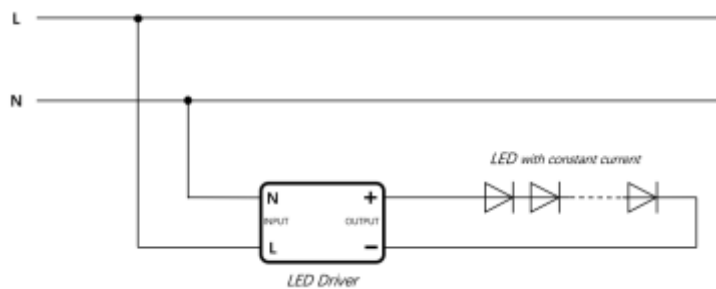 L
N
LED with constant current
N +
INPUT OUTPUT
L −
LED Driver